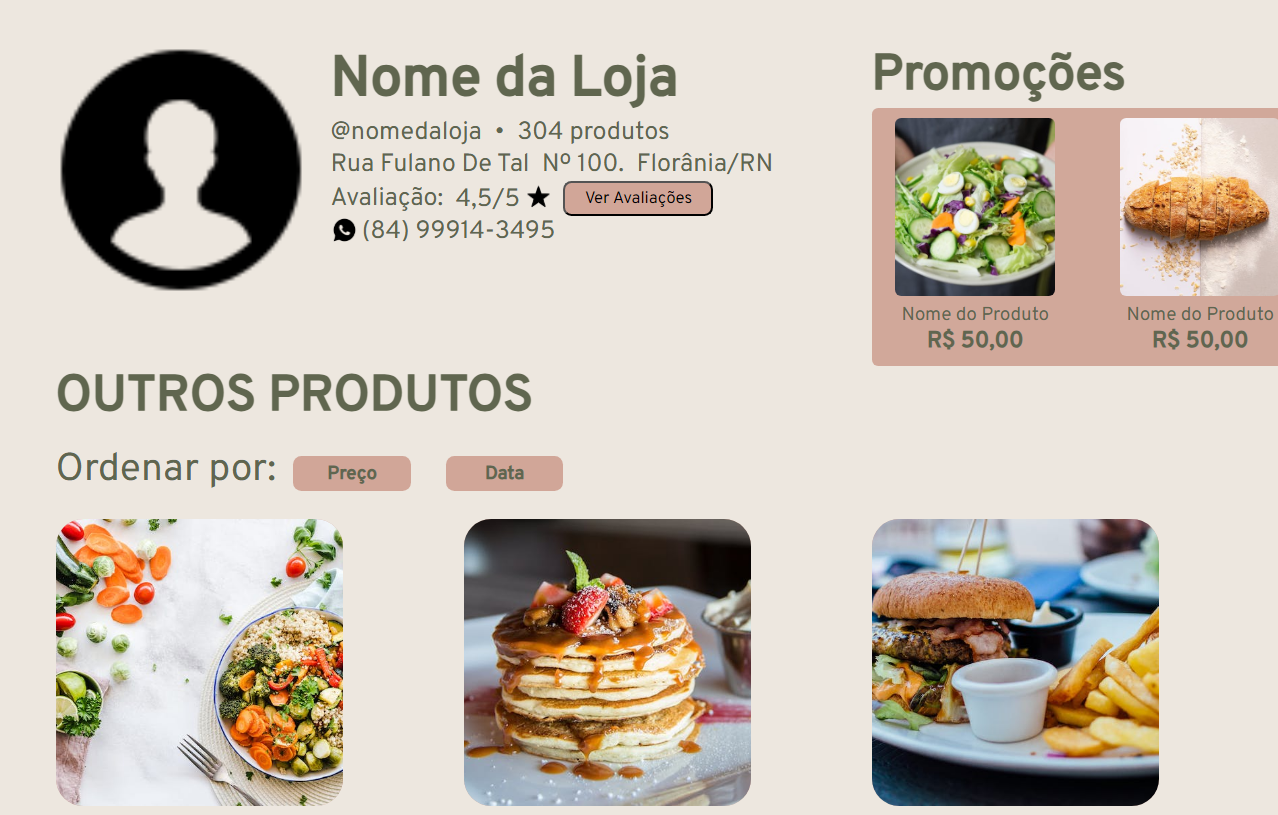 Nome da Loja
@nomedaloja • 304 produtos
Rua Fulano De Tal Nº 100. Florânia/RN
Avaliação: 4,5/5 ★ Ver Avaliações
(84) 99914-3495
Promoções
Nome do Produto
R$ 50,00
Nome do Produto
R$ 50,00
OUTROS PRODUTOS
Ordenar por: Preço Data